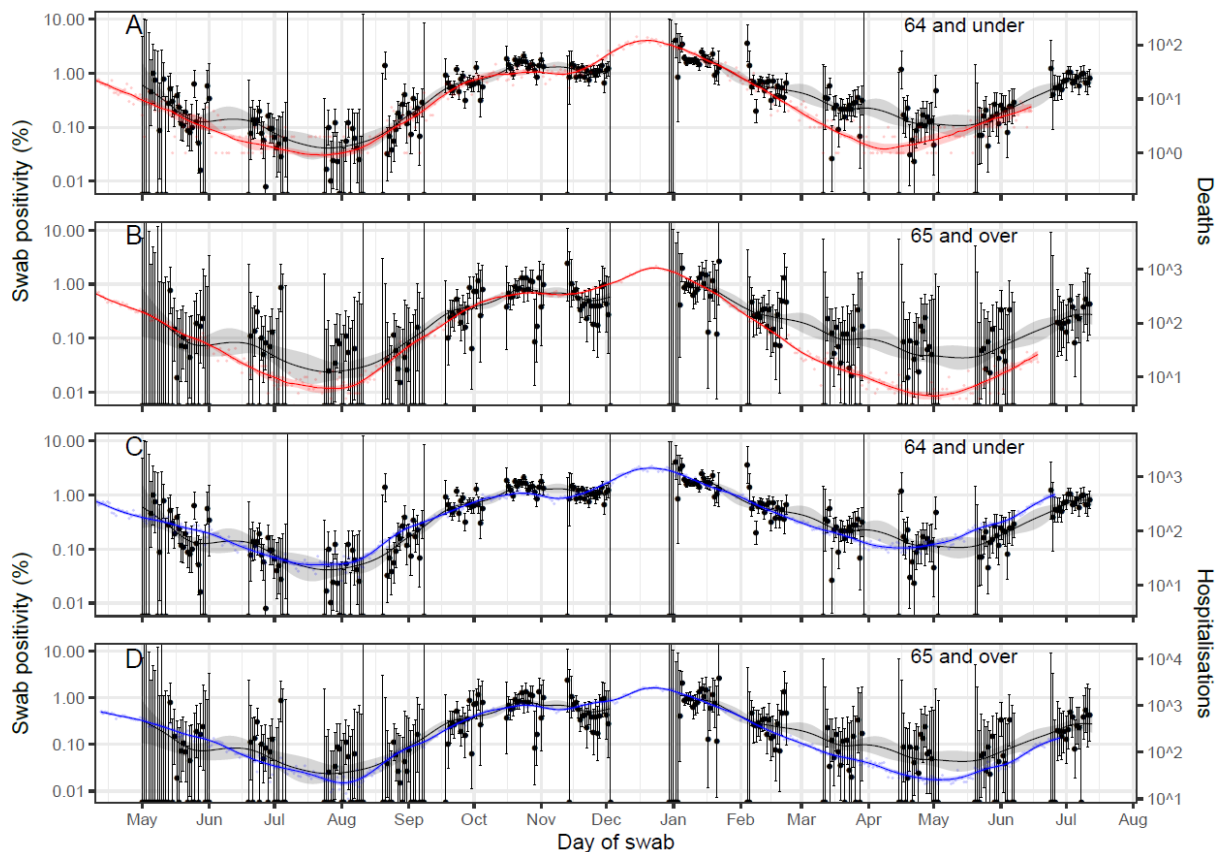 A
64 and under
10.00
1.00
0.10
0.01
10^2
10^1
10^0
B
65 and over
10.00
1.00
0.10
0.01
10^3
10^2
10^1
Swab positivity (%)
Deaths
C
64 and under
10.00
1.00
0.10
0.01
10^3
10^2
10^1
D
65 and over
10.00
1.00
0.10
0.01
10^4
10^3
10^2
10^1
Swab positivity (%)
Hospitalisations
May Jun Jul Aug Sep Oct Nov Dec Jan Feb Mar Apr May Jun Jul Aug
Day of swab